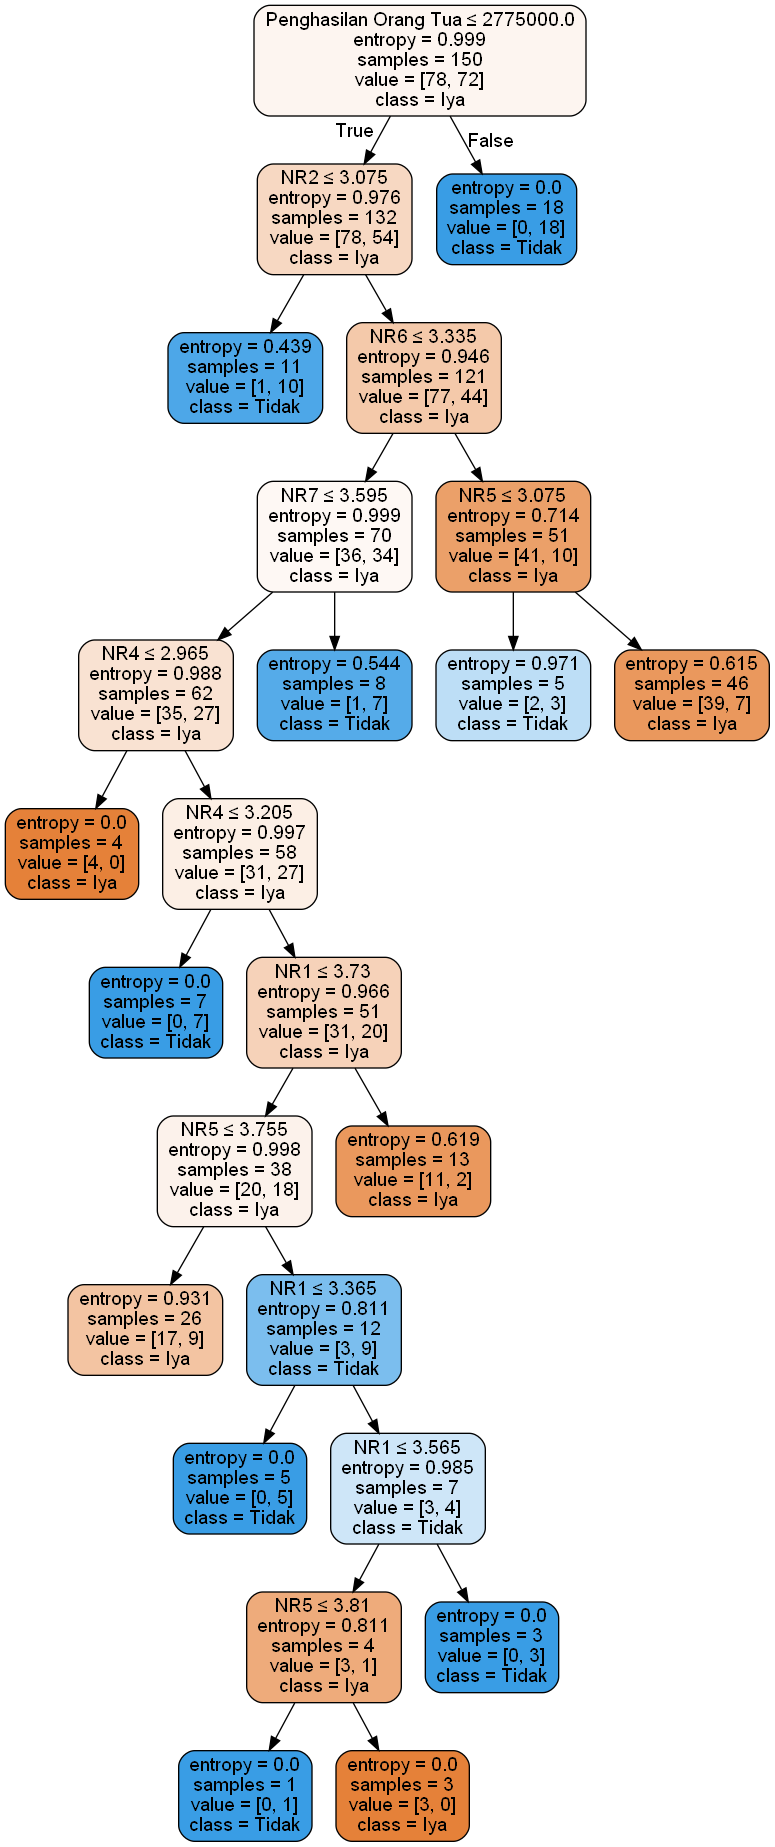 Penghasilan Orang Tua ≤ 2775000.0
entropy = 0.999
samples = 150
value = [78, 72]
class = Iya
True
False
NR2 ≤ 3.075
entropy = 0.976
samples = 132
value = [78, 54]
class = Iya
entropy = 0.0
samples = 18
value = [0, 18]
class = Tidak
entropy = 0.439
samples = 11
value = [1, 10]
class = Tidak
NR6 ≤ 3.335
entropy = 0.946
samples = 121
value = [77, 44]
class = Iya
NR7 ≤ 3.595
entropy = 0.999
samples = 70
value = [36, 34]
class = Iya
NR5 ≤ 3.075
entropy = 0.714
samples = 51
value = [41, 10]
class = Iya
NR4 ≤ 2.965
entropy = 0.988
samples = 62
value = [35, 27]
class = Iya
entropy = 0.544
samples = 8
value = [1, 7]
class = Tidak
entropy = 0.971
samples = 5
value = [2, 3]
class = Tidak
entropy = 0.615
samples = 46
value = [39, 7]
class = Iya
entropy = 0.0
samples = 4
value = [4, 0]
class = Iya
NR4 ≤ 3.205
entropy = 0.997
samples = 58
value = [31, 27]
class = Iya
entropy = 0.0
samples = 7
value = [0, 7]
class = Tidak
NR1 ≤ 3.73
entropy = 0.966
samples = 51
value = [31, 20]
class = Iya
NR5 ≤ 3.755
entropy = 0.998
samples = 38
value = [20, 18]
class = Iya
entropy = 0.619
samples = 13
value = [11, 2]
class = Iya
entropy = 0.931
samples = 26
value = [17, 9]
class = Iya
NR1 ≤ 3.365
entropy = 0.811
samples = 12
value = [3, 9]
class = Tidak
entropy = 0.0
samples = 5
value = [0, 5]
class = Tidak
NR1 ≤ 3.565
entropy = 0.985
samples = 7
value = [3, 4]
class = Tidak
NR5 ≤ 3.81
entropy = 0.811
samples = 4
value = [3, 1]
class = Iya
entropy = 0.0
samples = 3
value = [0, 3]
class = Tidak
entropy = 0.0
samples = 1
value = [0, 1]
class = Tidak
entropy = 0.0
samples = 3
value = [3, 0]
class = Iya